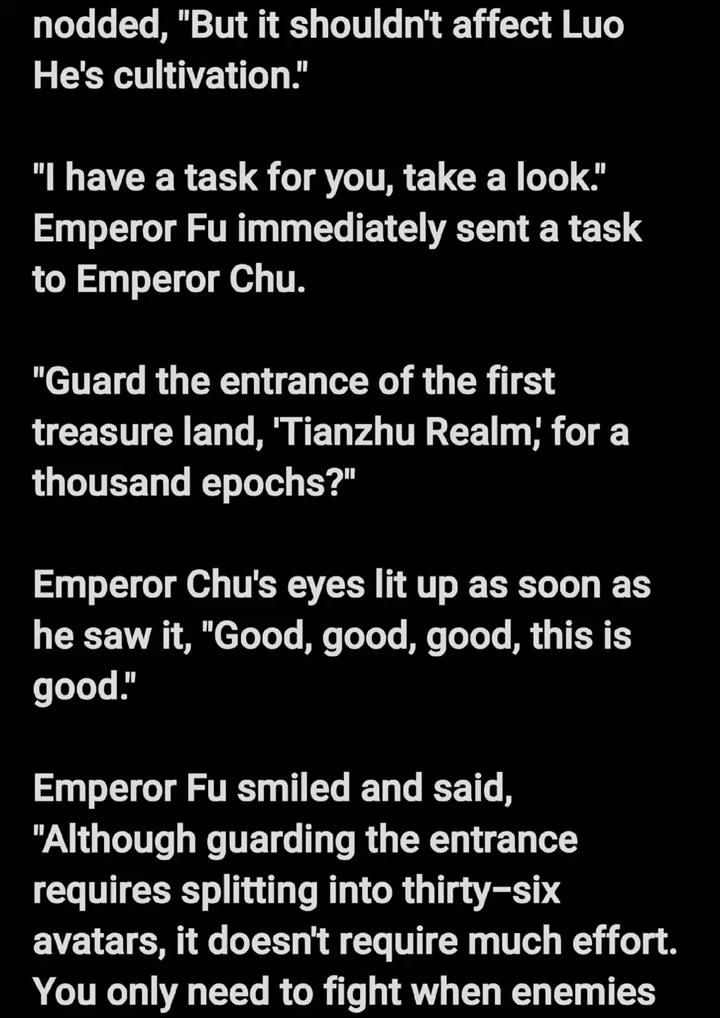 nodded, "But it shouldn't affect Luo
He's cultivation."
"I have a task for you, take a look."
Emperor Fu immediately sent a task
to Emperor Chu.
"Guard the entrance of the first
treasure land, 'Tianzhu Realm,' for a
thousand epochs?"
Emperor Chu's eyes lit up as soon as
he saw it, "Good, good, good, this is
good."
Emperor Fu smiled and said,
"Although guarding the entrance
requires splitting into thirty-six
avatars, it doesn't require much effort.
You only need to fight when enemies